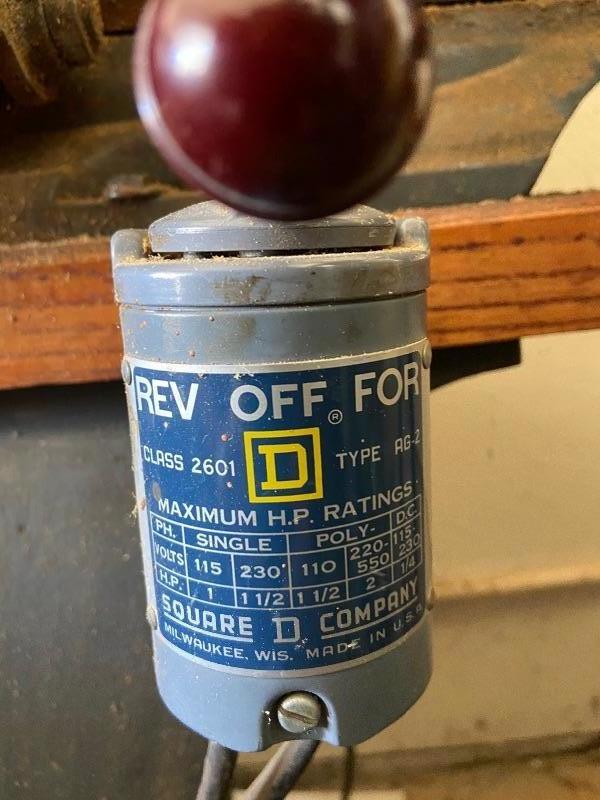 REV OFF FOR
®
CLASS 2601 D TYPE AG-2
MAXIMUM H.P. RATINGS
PH. SINGLE POLY- D.C.
VOLTS 115 230 110 220-550 115-230
H.P. 1 1 1/2 1 1/2 2 1/4
SQUARE D COMPANY
MILWAUKEE, WIS. MADE IN U.S.A.